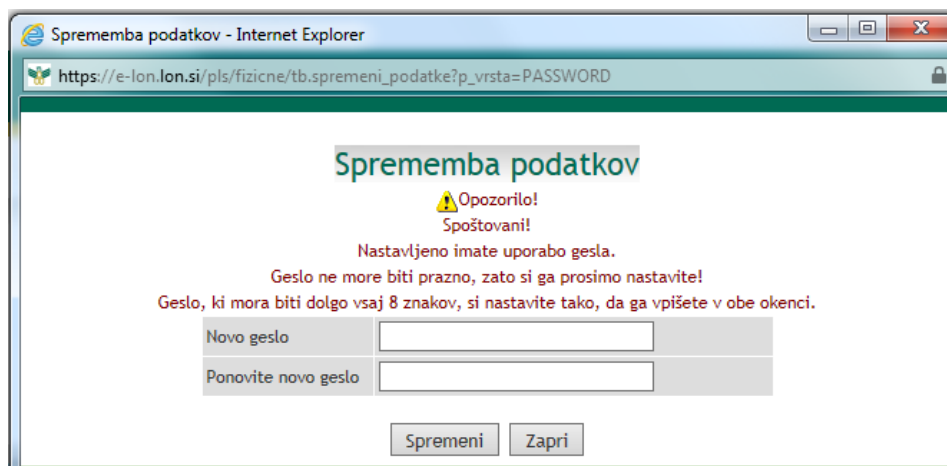 Sprememba podatkov - Internet Explorer
https://e-lon.lon.si/pls/fizicne/tb.spremeni_podatke?p_vrsta=PASSWORD
Sprememba podatkov
Opozorilo!
Spoštovani!
Nastavljeno imate uporabo gesla.
Geslo ne more biti prazno, zato si ga prosimo nastavite!
Geslo, ki mora biti dolgo vsaj 8 znakov, si nastavite tako, da ga vpišete v obe okenci.
Novo geslo
Ponovite novo geslo
Spremeni Zapri